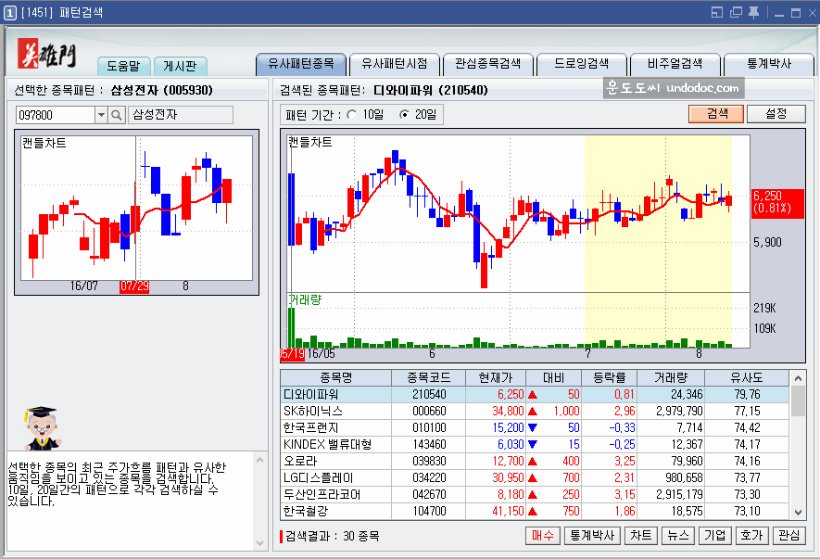 1 [1451] 패턴검색
英雄門
도움말 게시판
유사패턴종목 유사패턴시점 관심종목검색 드로잉검색 비주얼검색 통계박사
선택한 종목패턴 : 삼성전자 (005930)
검색된 종목패턴: 디와이파워 (210540)
운도도씨 undodoc.com
097800 삼성전자
패턴 기간 : 10일 20일 검색 설정
캔들차트
16/07 07/29 8
캔들차트
6,250
(0.81%)
5,900
거래량
219K
109K
05/19 16/05 6 7 8
종목명 종목코드 현재가 대비 등락률 거래량 유사도
디와이파워 210540 6,250 ▲ 50 0,81 24,346 79,76
SK하이닉스 000660 34,800 ▲ 1,000 2,96 2,979,790 77,15
한국프랜지 010100 15,200 ▼ 50 -0,33 7,714 74,42
KINDEX 밸류대형 143460 6,030 ▼ 15 -0,25 12,367 74,17
오로라 039830 12,700 ▲ 400 3,25 79,960 74,16
LG디스플레이 034220 30,950 ▲ 700 2,31 980,658 73,77
두산인프라코어 042670 8,180 ▲ 250 3,15 2,915,179 73,30
한국철강 104700 41,150 ▲ 750 1,86 18,575 73,10
선택한 종목의 최근 주가흐름 패턴과 유사한
움직임을 보이고 있는 종목을 검색합니다.
10일, 20일간의 패턴으로 각각 검색하실 수
있습니다.
검색결과 : 30 종목 매수 통계박사 차트 뉴스 기업 호가 관심